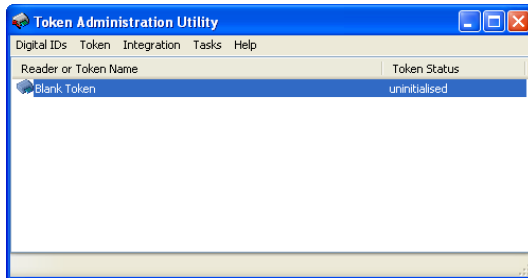 Token Administration Utility
Digital IDs Token Integration Tasks Help
Reader or Token Name Token Status
Blank Token uninitialised